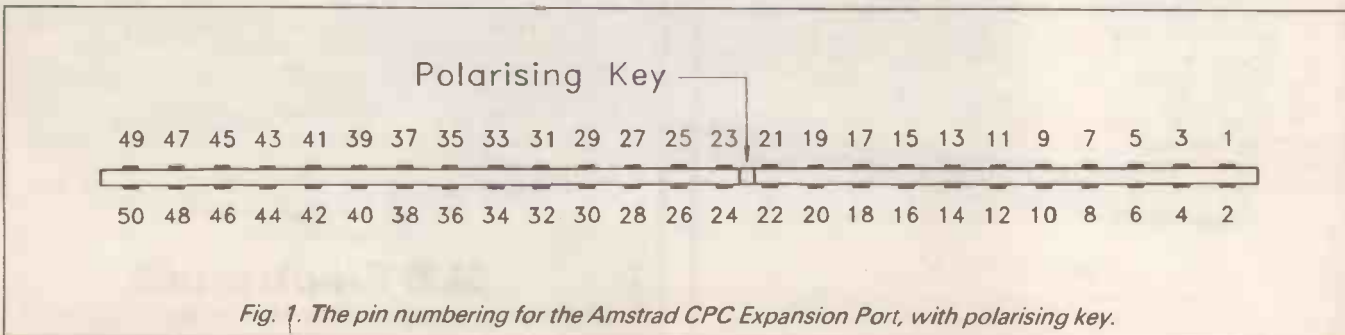 Polarising Key
49 47 45 43 41 39 37 35 33 31 29 27 25 23 21 19 17 15 13 11 9 7 5 3 1
50 48 46 44 42 40 38 36 34 32 30 28 26 24 22 20 18 16 14 12 10 8 6 4 2
Fig. 1. The pin numbering for the Amstrad CPC Expansion Port, with polarising key.